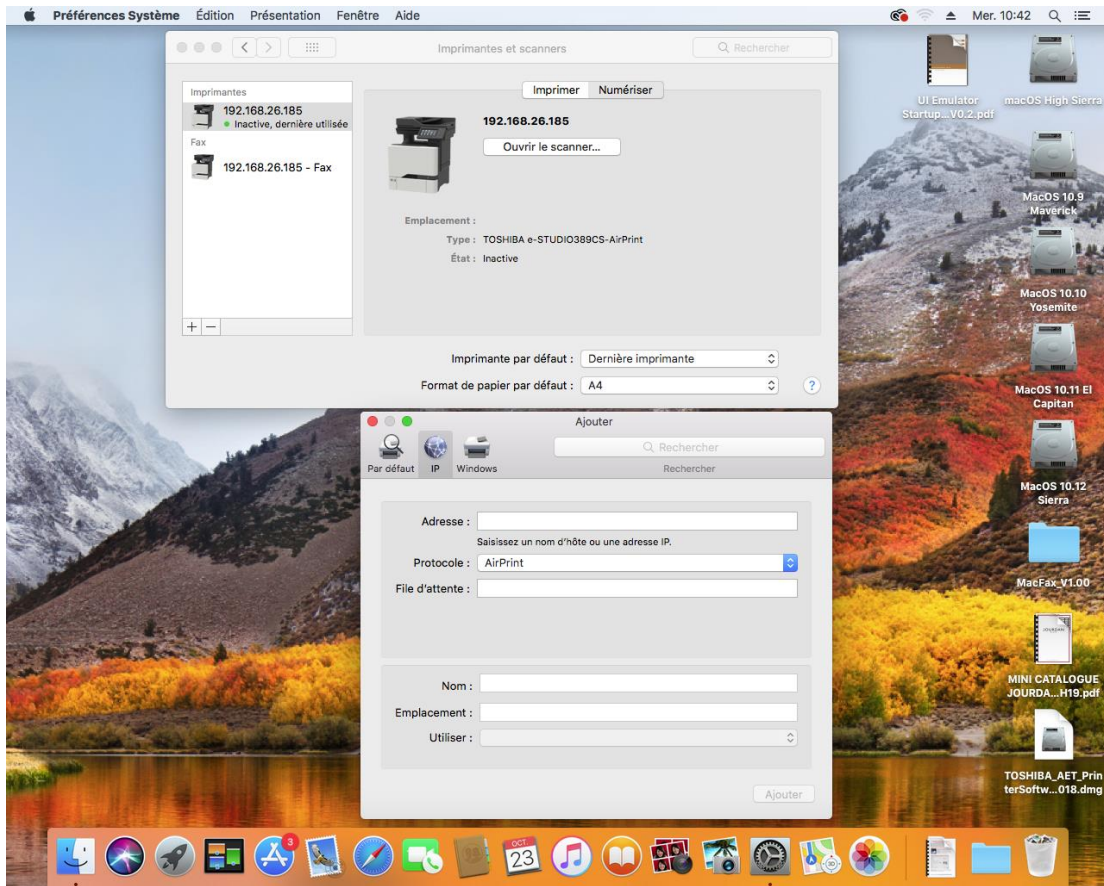 Préférences Système Édition Présentation Fenêtre Aide
Mer. 10:42
Imprimantes et scanners
Rechercher
Imprimantes
192.168.26.185
Inactive, dernière utilisée
Fax
192.168.26.185 - Fax
Imprimer Numériser
192.168.26.185
Ouvrir le scanner...
Emplacement :
Type : TOSHIBA e-STUDIO389CS-AirPrint
État : Inactive
+ −
Imprimante par défaut : Dernière imprimante
Format de papier par défaut : A4
?
Ajouter
Par défaut IP Windows
Rechercher
Rechercher
Adresse :
Saisissez un nom d'hôte ou une adresse IP.
Protocole : AirPrint
File d'attente :
Nom :
Emplacement :
Utiliser :
Ajouter
UI Emulator
Startup...V0.2.pdf
macOS High Sierra
MacOS 10.9
Maverick
MacOS 10.10
Yosemite
MacOS 10.11 El
Capitan
MacOS 10.12
Sierra
MacFax_V1.00
JOURDAN
MINI CATALOGUE
JOURDA...H19.pdf
TOSHIBA_AET_Prin
terSoftw...018.dmg
3
OCT.
23
3D